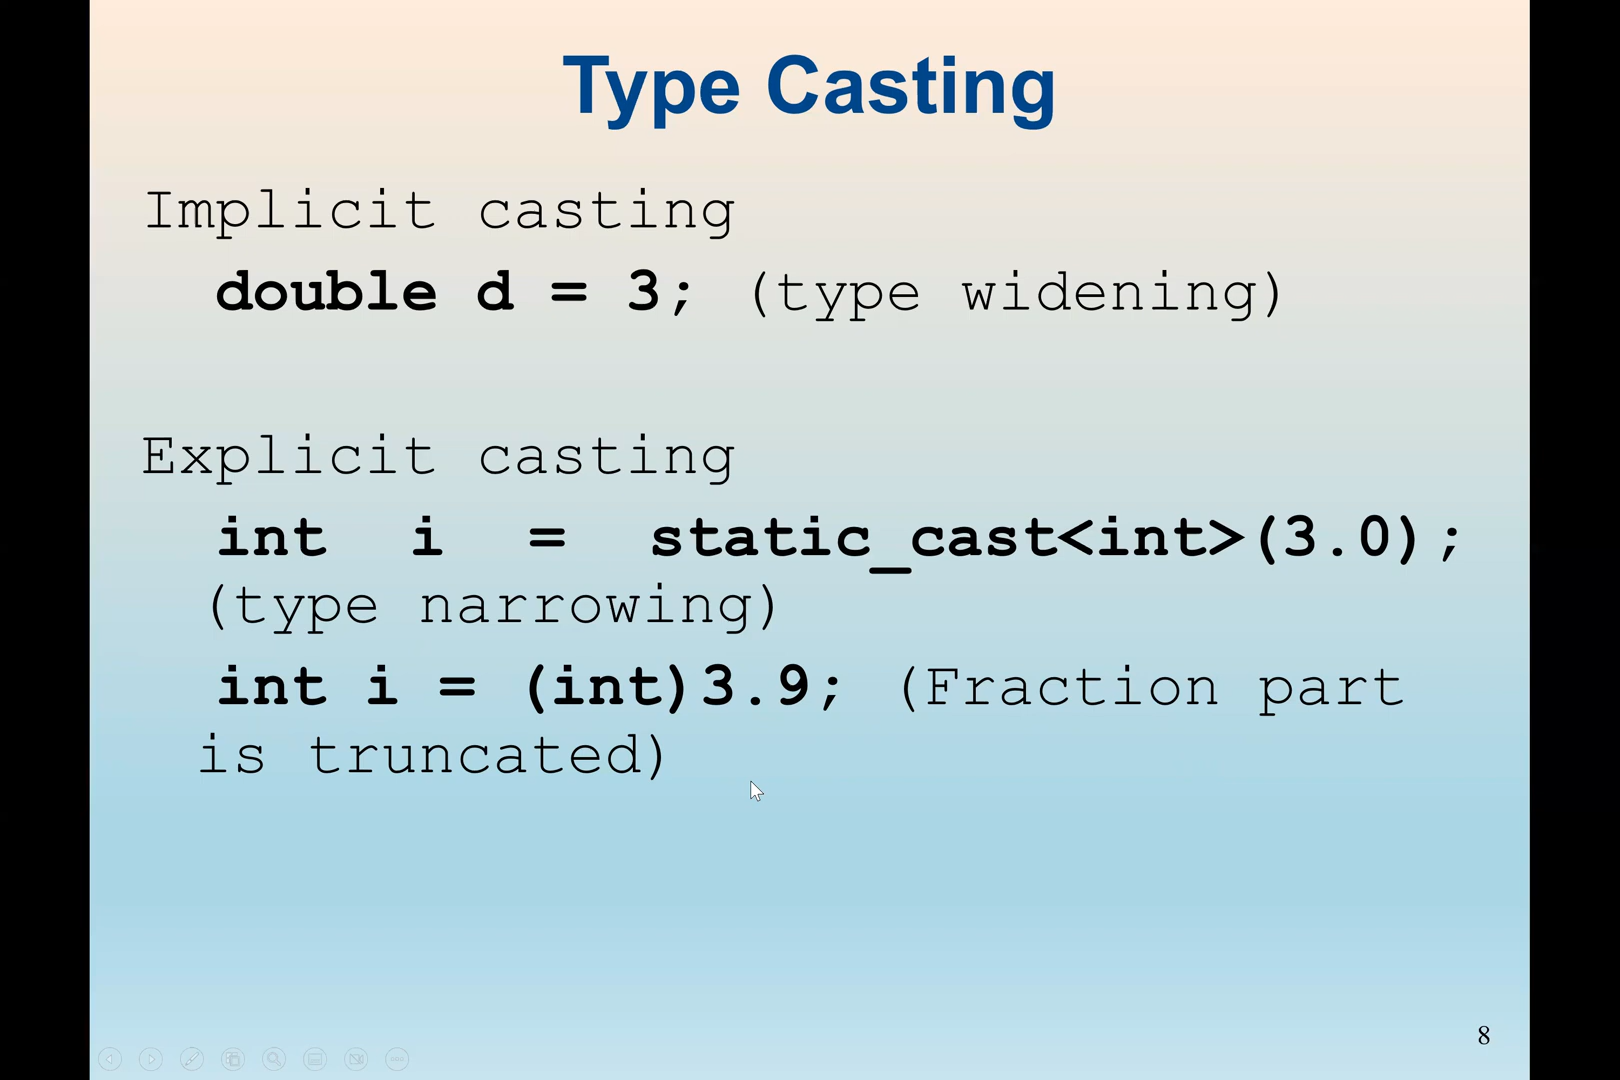 Type Casting
Implicit casting
double d = 3; (type widening)
Explicit casting
int i = static_cast<int>(3.0);
(type narrowing)
int i = (int)3.9; (Fraction part
is truncated)
8